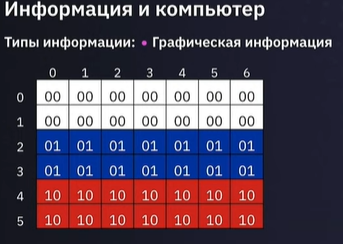 Информация и компьютер
Типы информации: • Графическая информация
0 1 2 3 4 5 6
0 00 00 00 00 00 00 00
1 00 00 00 00 00 00 00
2 01 01 01 01 01 01 01
3 01 01 01 01 01 01 01
4 10 10 10 10 10 10 10
5 10 10 10 10 10 10 10